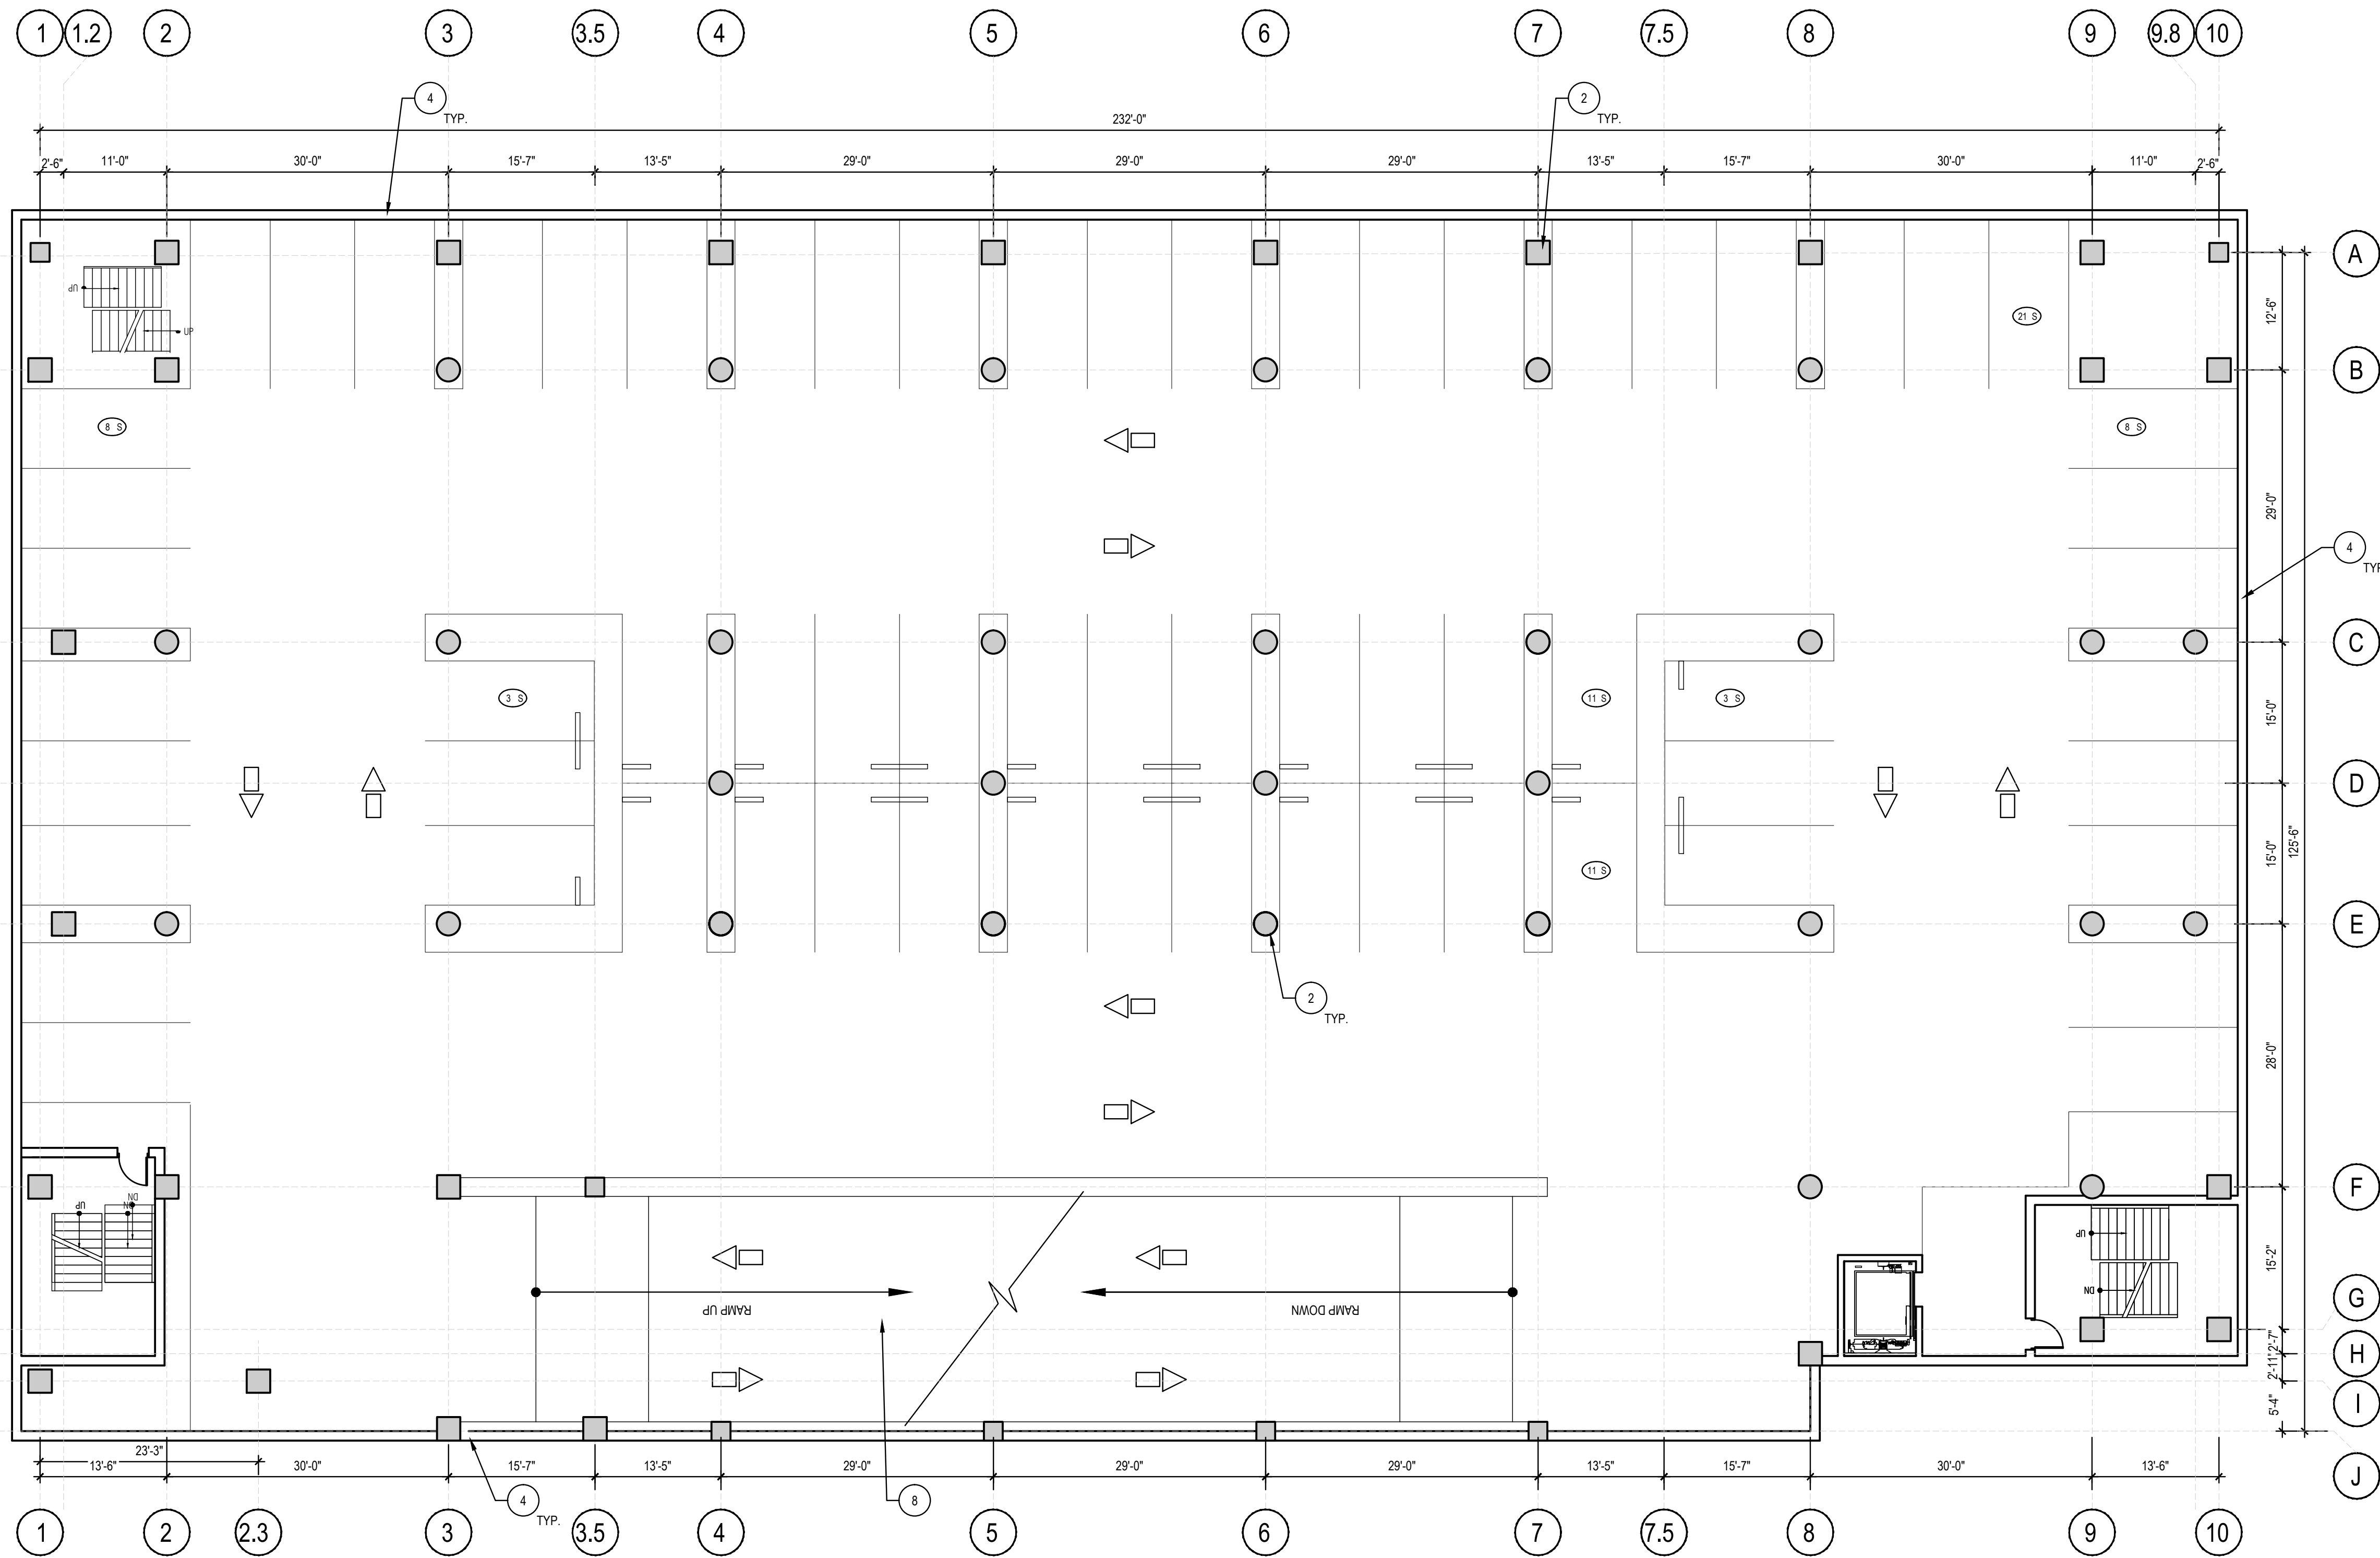 1 1.2 2 3 3.5 4 5 6 7 7.5 8 9 9.8 10
4 TYP.
2 TYP.
232'-0"
2'-6" 11'-0" 30'-0" 15'-7" 13'-5" 29'-0" 29'-0" 29'-0" 13'-5" 15'-7" 30'-0" 11'-0" 2'-6"
A
UP
12'-6"
21 S
UP
B
8 S
8 S
29'-0"
4
TYP
C
3 S
11 S
3 S
15'-0"
D
125'-6"
15'-0"
11 S
E
2
TYP.
28'-0"
F
DN
UP DN
UP
15'-2"
DN
G
RAMP UP
RAMP DOWN
2'-7"
H
2'-11"
I
5'-4"
23'-3"
13'-6" 30'-0" 15'-7" 13'-5" 29'-0" 29'-0" 29'-0" 13'-5" 15'-7" 30'-0" 13'-6"
J
4 TYP.
8
1 2 2.3 3 3.5 4 5 6 7 7.5 8 9 10